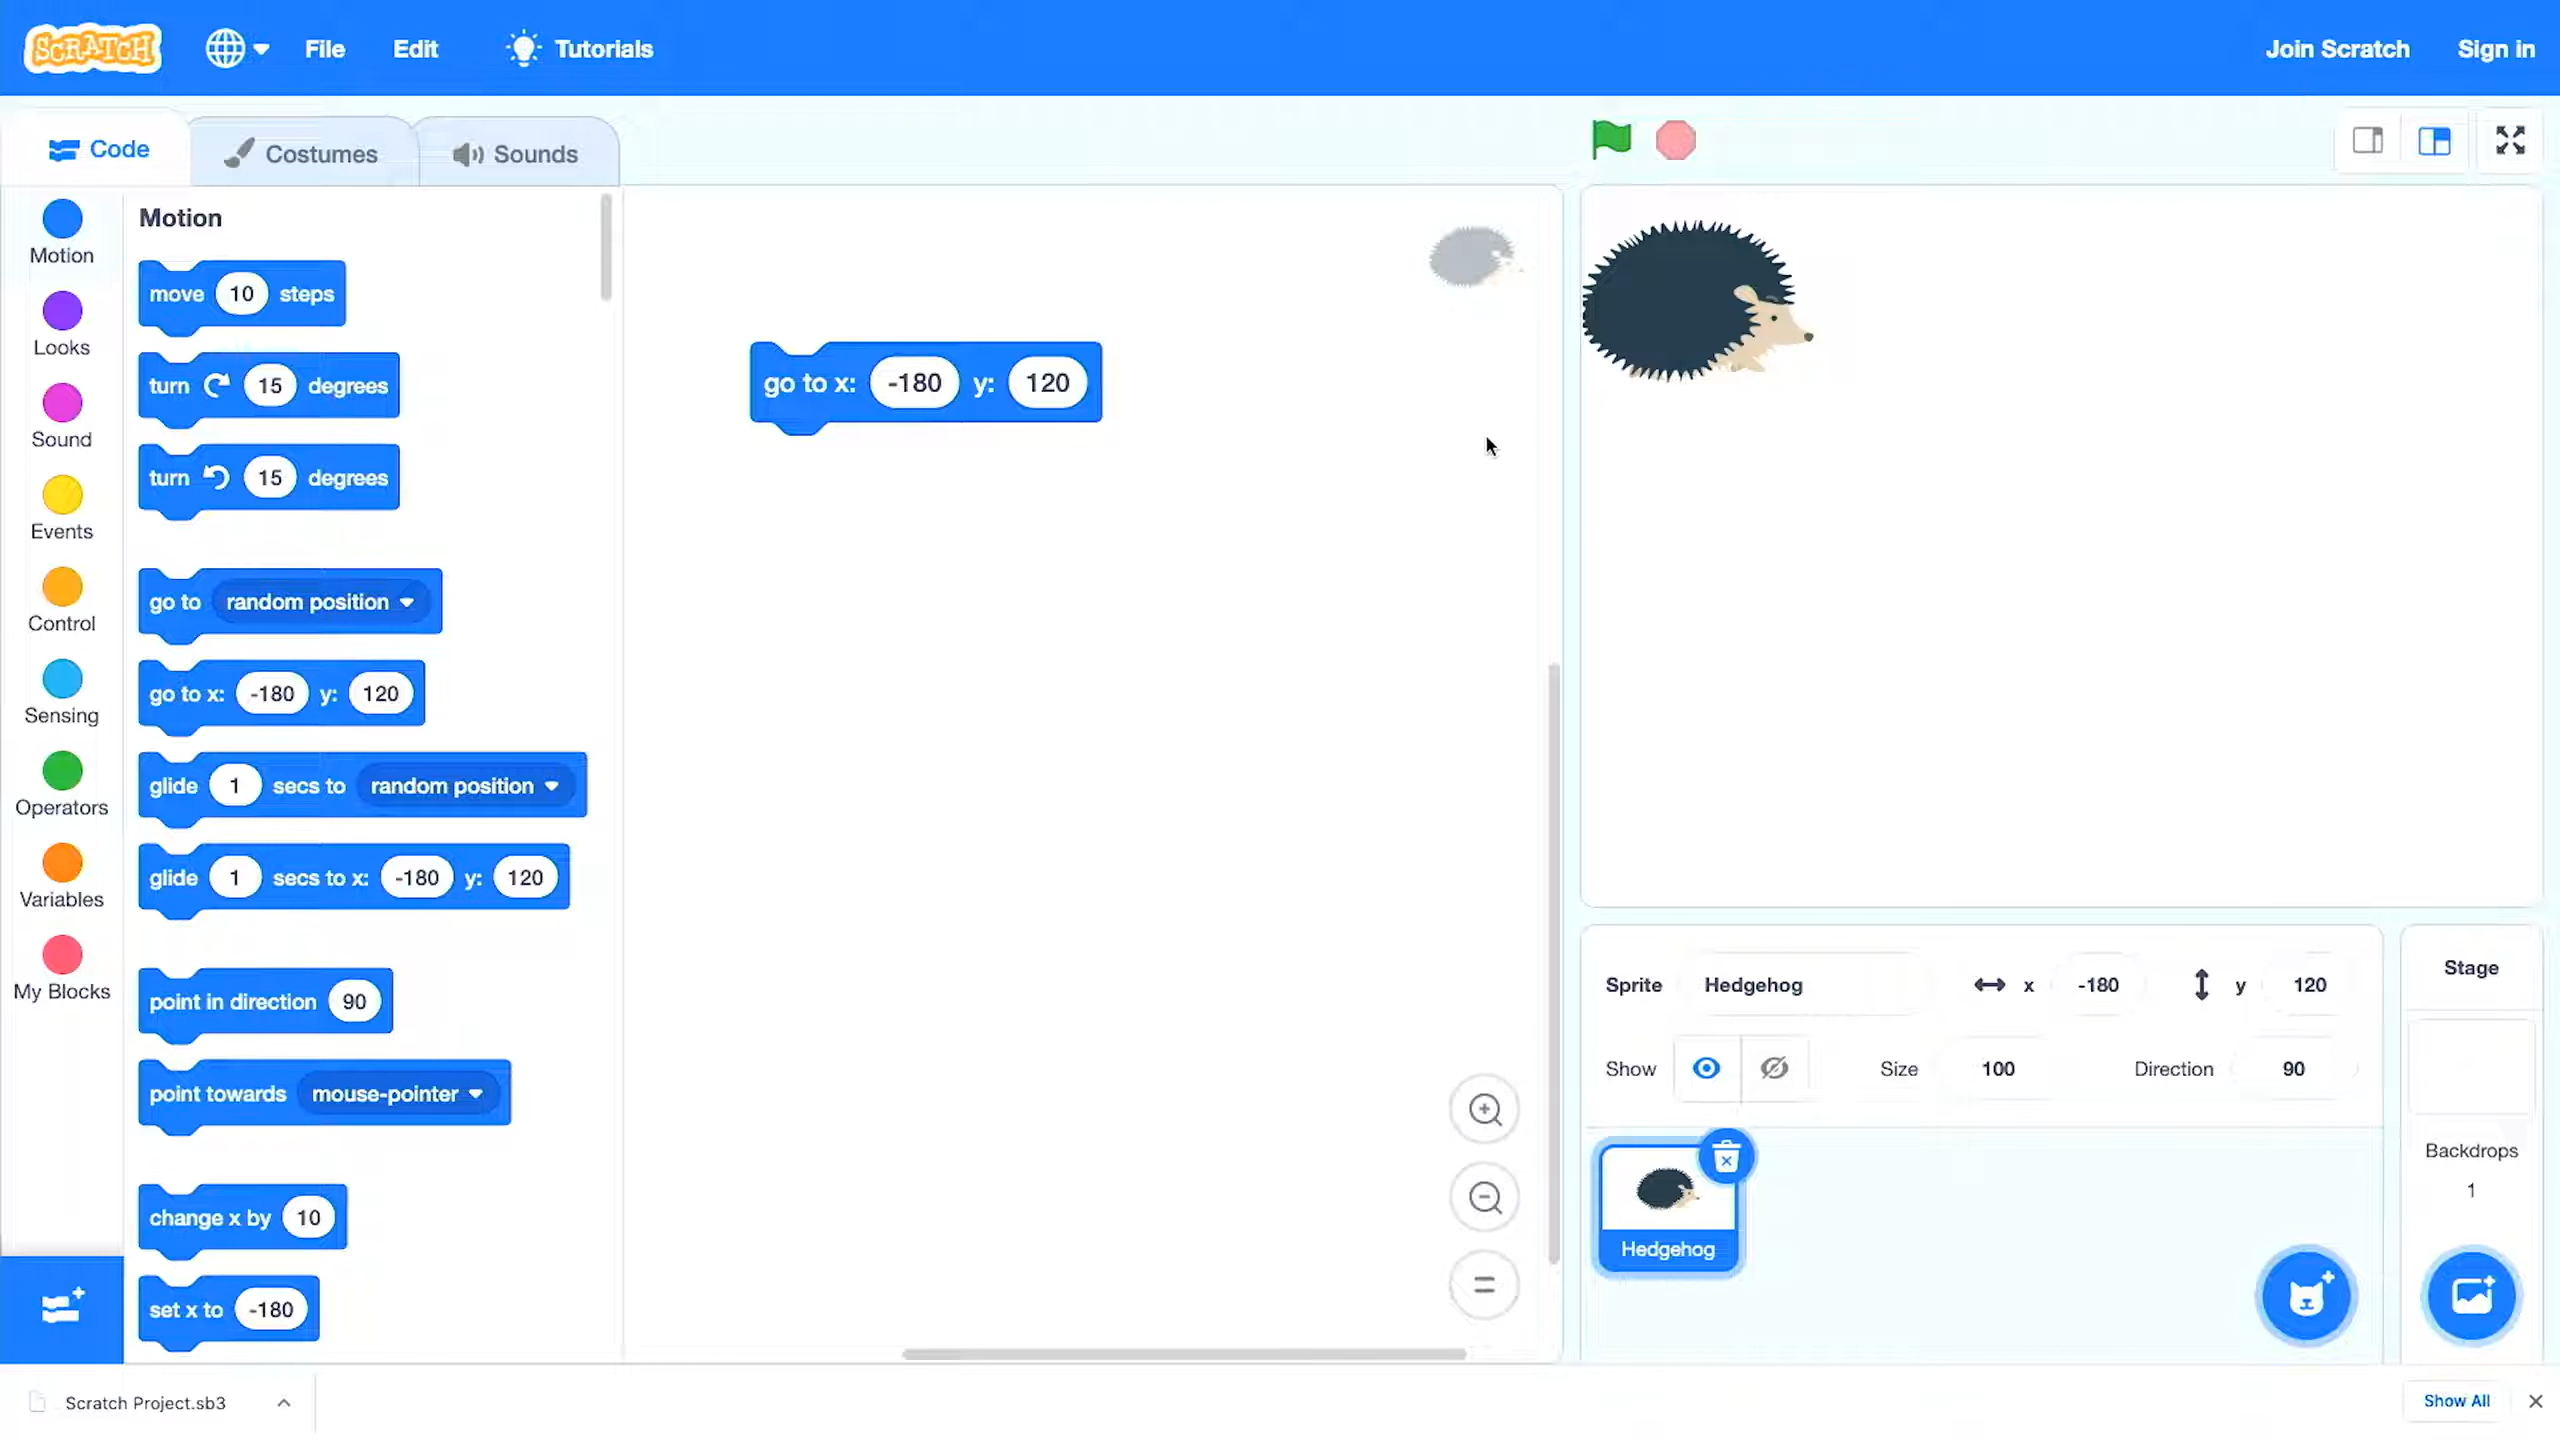 SCRATCH File Edit Tutorials Join Scratch Sign in
Code Costumes Sounds
Motion
Looks
Sound
Events
Control
Sensing
Operators
Variables
My Blocks
Motion
move 10 steps
turn 15 degrees
turn 15 degrees
go to random position
go to x: -180 y: 120
glide 1 secs to random position
glide 1 secs to x: -180 y: 120
point in direction 90
point towards mouse-pointer
change x by 10
set x to -180
go to x: -180 y: 120
Sprite Hedgehog x -180 y 120
Show Size 100 Direction 90
Hedgehog
Stage
Backdrops
1
Scratch Project.sb3
Show All